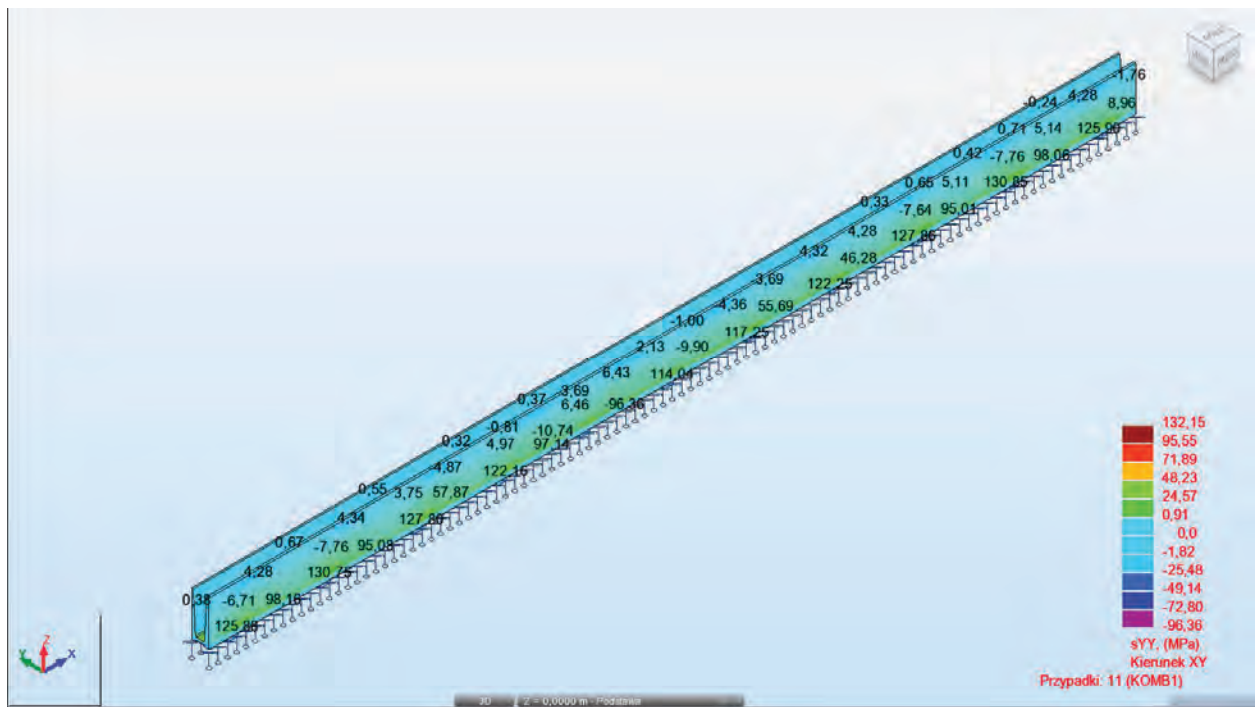 -1,76
-0,24 4,28
8,96
0,71 5,14 125,90
0,42 -7,76 98,06
0,65 5,11 130,85
0,33 -7,64 95,01
4,28 127,86
4,32 46,28
-3,69 122,25
-4,36 55,69
-1,00 117,25
2,13 -9,90
6,43 114,04
0,37 -3,69
6,46 -96,36
-0,81 -10,74
0,32 4,97 97,14
-4,87 122,16
0,55 3,75 57,87
4,34 127,80
0,67 -7,76 95,08
4,28 130,75
0,38 -6,71 98,16
125,88
132,15
95,55
71,89
48,23
24,57
0,91
0,0
-1,82
-25,48
-49,14
-72,80
-96,36
sYY, (MPa)
Kierunek XY
Przypadki: 11 (KOMB1)
Z
Y X
3D Z = 0,0000 m - Podstawa